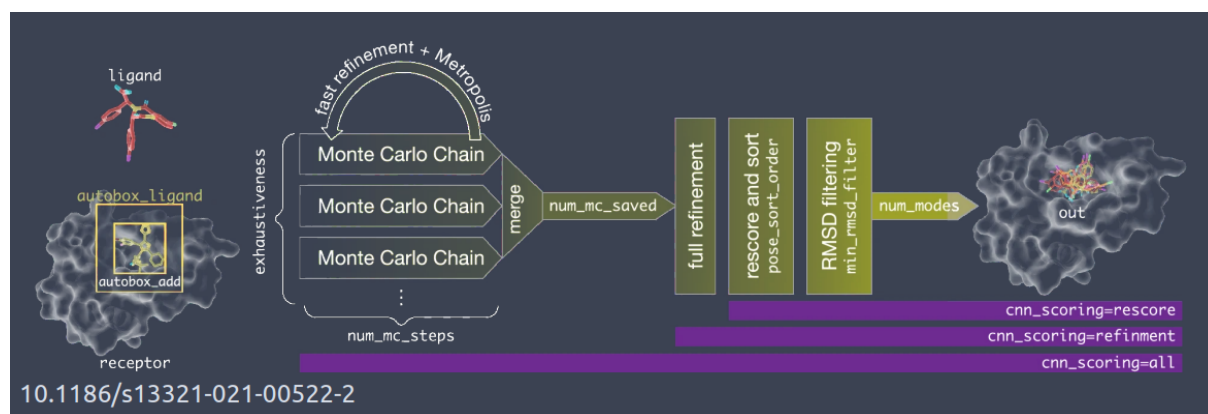 ligand
autobox_ligand
autobox_add
receptor
fast refinement + Metropolis
exhaustiveness
Monte Carlo Chain
Monte Carlo Chain
Monte Carlo Chain
⋮
num_mc_steps
merge
num_mc_saved
full refinement
rescore and sort
pose_sort_order
RMSD filtering
min_rmsd_filter
num_modes
out
cnn_scoring=rescore
cnn_scoring=refinment
cnn_scoring=all
10.1186/s13321-021-00522-2